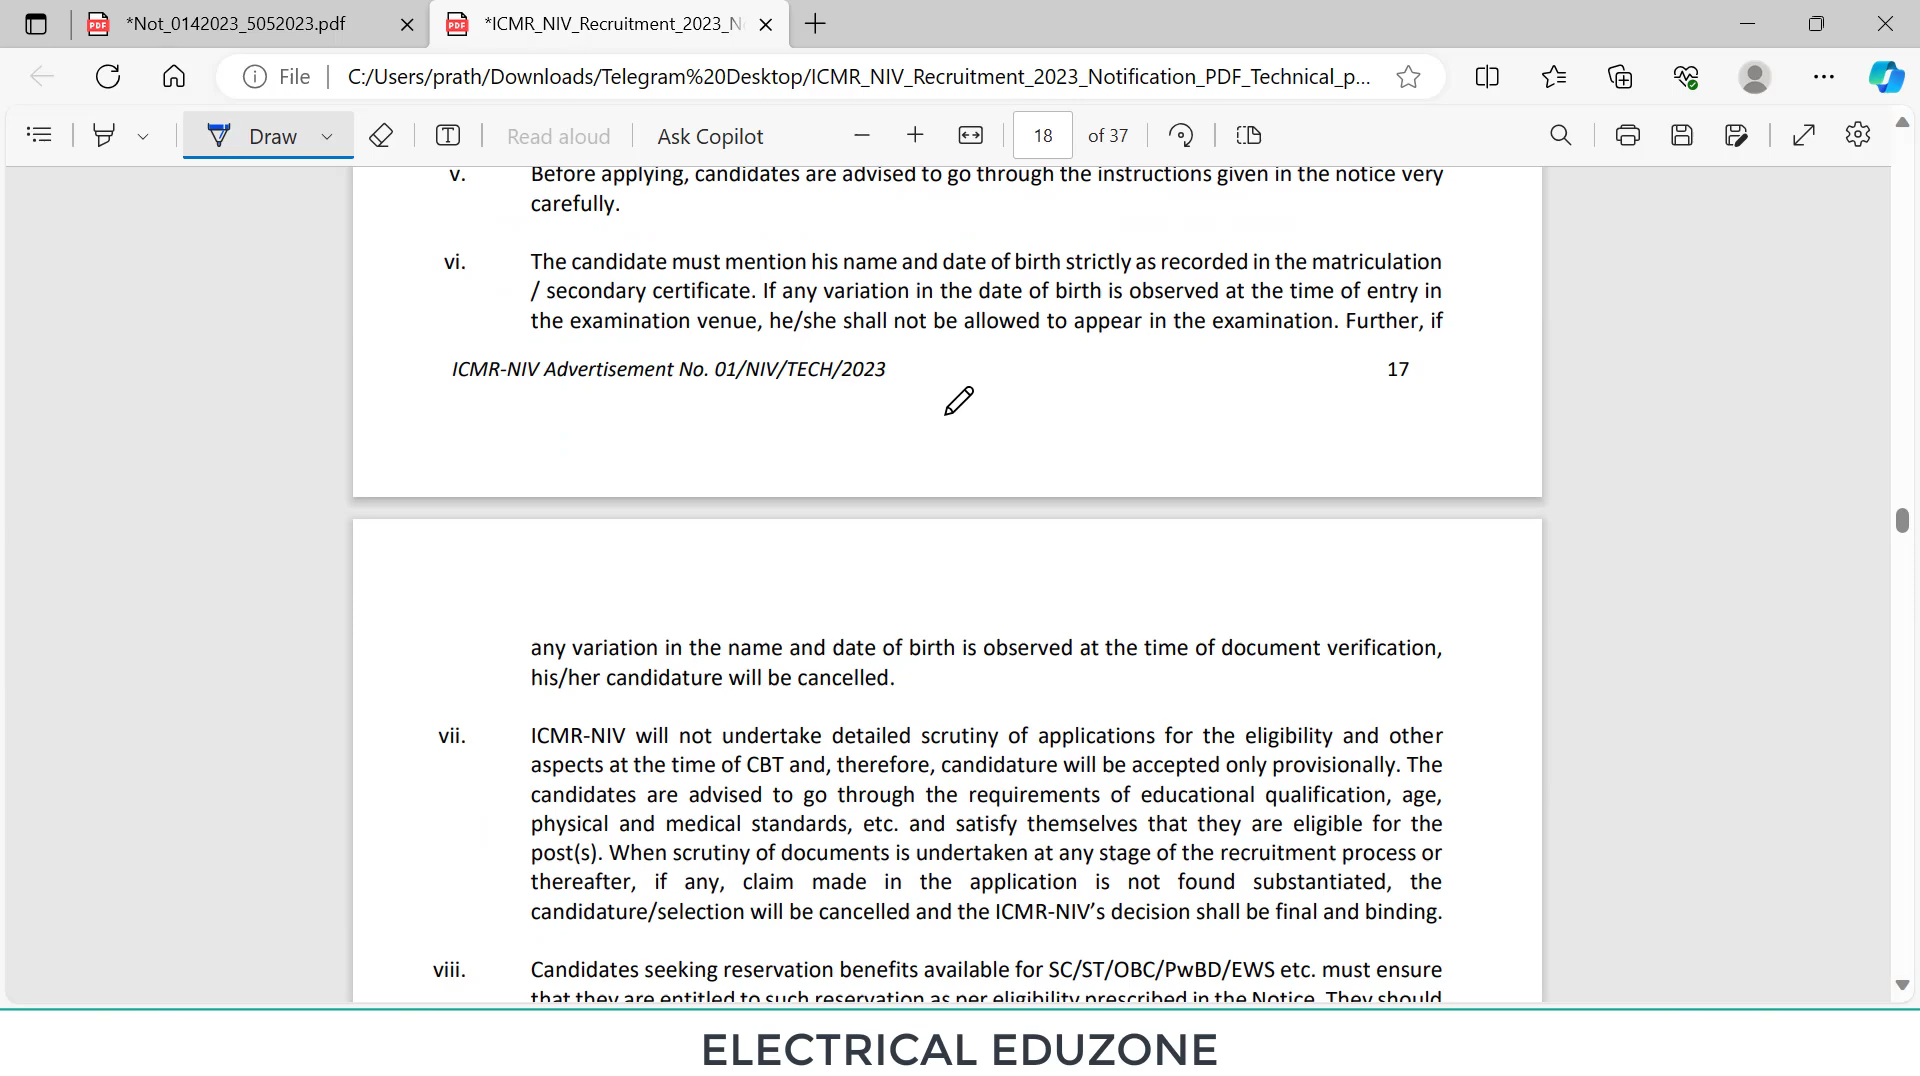 *Not_0142023_5052023.pdf
*ICMR_NIV_Recruitment_2023_N
File
C:/Users/prath/Downloads/Telegram%20Desktop/ICMR_NIV_Recruitment_2023_Notification_PDF_Technical_p...
Draw
Read aloud
Ask Copilot
18
of 37
v. Before applying, candidates are advised to go through the instructions given in the notice very
carefully.
vi. The candidate must mention his name and date of birth strictly as recorded in the matriculation
/ secondary certificate. If any variation in the date of birth is observed at the time of entry in
the examination venue, he/she shall not be allowed to appear in the examination. Further, if
ICMR-NIV Advertisement No. 01/NIV/TECH/2023 17
any variation in the name and date of birth is observed at the time of document verification,
his/her candidature will be cancelled.
vii. ICMR-NIV will not undertake detailed scrutiny of applications for the eligibility and other
aspects at the time of CBT and, therefore, candidature will be accepted only provisionally. The
candidates are advised to go through the requirements of educational qualification, age,
physical and medical standards, etc. and satisfy themselves that they are eligible for the
post(s). When scrutiny of documents is undertaken at any stage of the recruitment process or
thereafter, if any, claim made in the application is not found substantiated, the
candidature/selection will be cancelled and the ICMR-NIV’s decision shall be final and binding.
viii. Candidates seeking reservation benefits available for SC/ST/OBC/PwBD/EWS etc. must ensure
that they are entitled to such reservation as per eligibility prescribed in the Notice. They should
ELECTRICAL EDUZONE